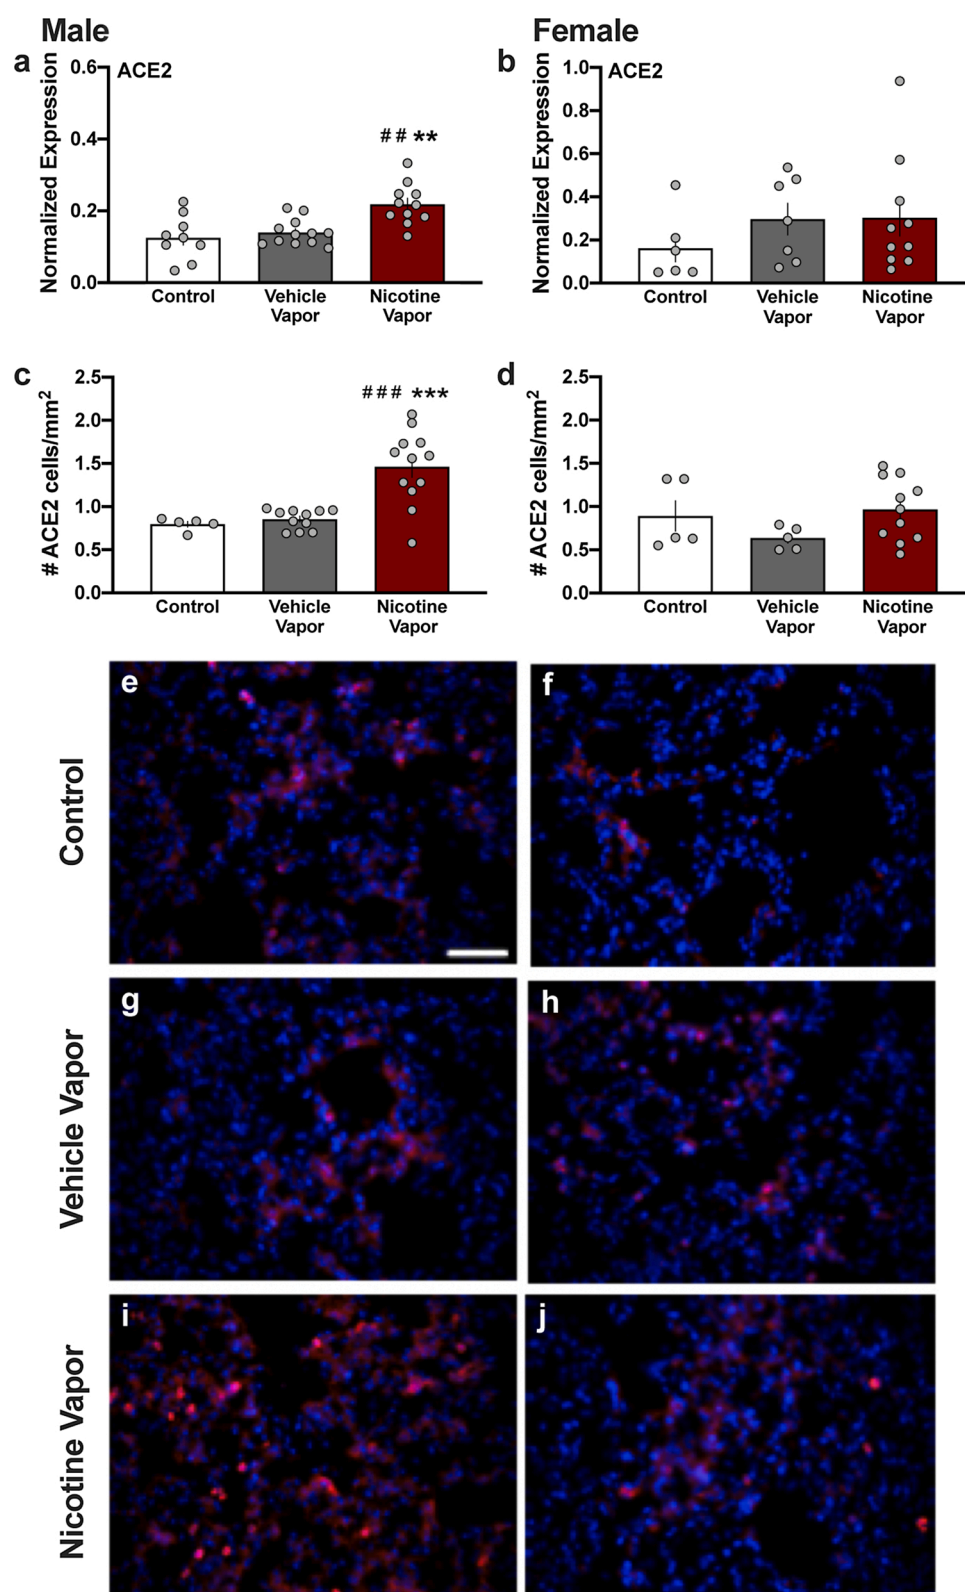 Male Female
a b
Normalized Expression
0.6
0.4
0.2
0.0
ACE2
## **
Control Vehicle Vapor Nicotine Vapor
Normalized Expression
1.0
0.8
0.6
0.4
0.2
0.0
ACE2
Control Vehicle Vapor Nicotine Vapor
c d
# ACE2 cells/mm²
2.5
2.0
1.5
1.0
0.5
0.0
### ***
Control Vehicle Vapor Nicotine Vapor
# ACE2 cells/mm²
2.5
2.0
1.5
1.0
0.5
0.0
Control Vehicle Vapor Nicotine Vapor
Control
e f
Vehicle Vapor
g h
Nicotine Vapor
i j